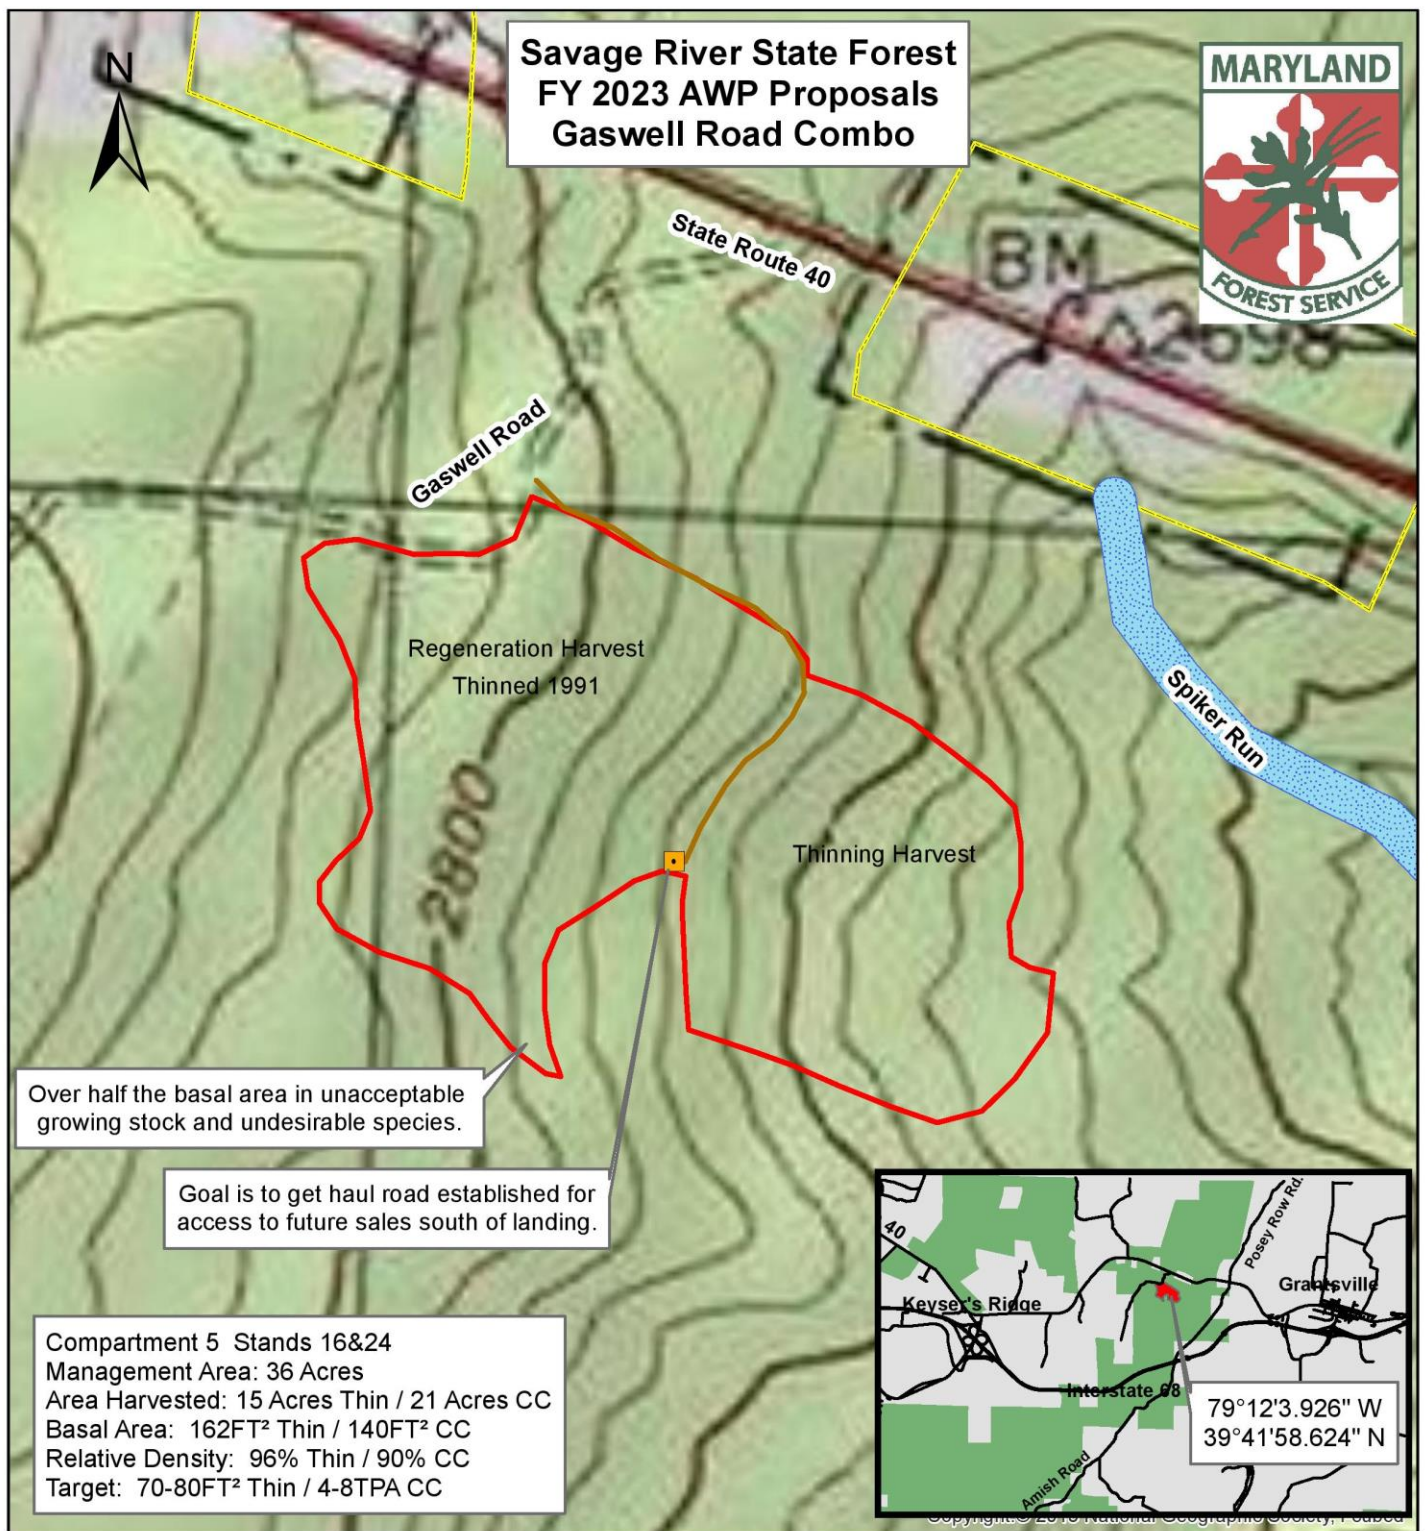 N
Savage River State Forest
FY 2023 AWP Proposals
Gaswell Road Combo
MARYLAND
FOREST SERVICE
State Route 40
BM
Gaswell Road
Regeneration Harvest
Thinned 1991
Spiker Run
2800
Thinning Harvest
Over half the basal area in unacceptable
growing stock and undesirable species.
Goal is to get haul road established for
access to future sales south of landing.
Compartment 5 Stands 16&24
Management Area: 36 Acres
Area Harvested: 15 Acres Thin / 21 Acres CC
Basal Area: 162FT² Thin / 140FT² CC
Relative Density: 96% Thin / 90% CC
Target: 70-80FT² Thin / 4-8TPA CC
40
Posey Row Rd.
Keyser's Ridge
Grantsville
Interstate 68
Amish Road
79°12'3.926" W
39°41'58.624" N